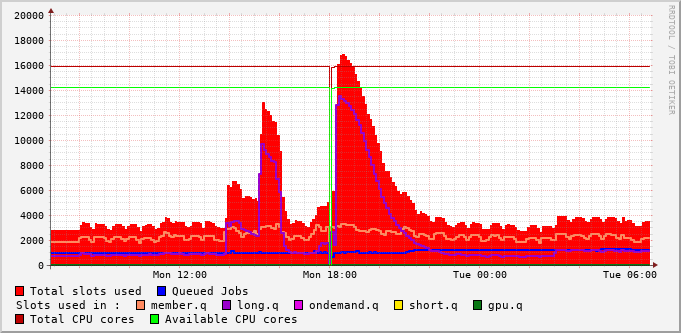 20000
18000
16000
14000
12000
10000
8000
6000
4000
2000
0
Mon 12:00 Mon 18:00 Tue 00:00 Tue 06:00
RRDTOOL / TOBI OETIKER
Total slots used Queued Jobs
Slots used in : member.q long.q ondemand.q short.q gpu.q
Total CPU cores Available CPU cores